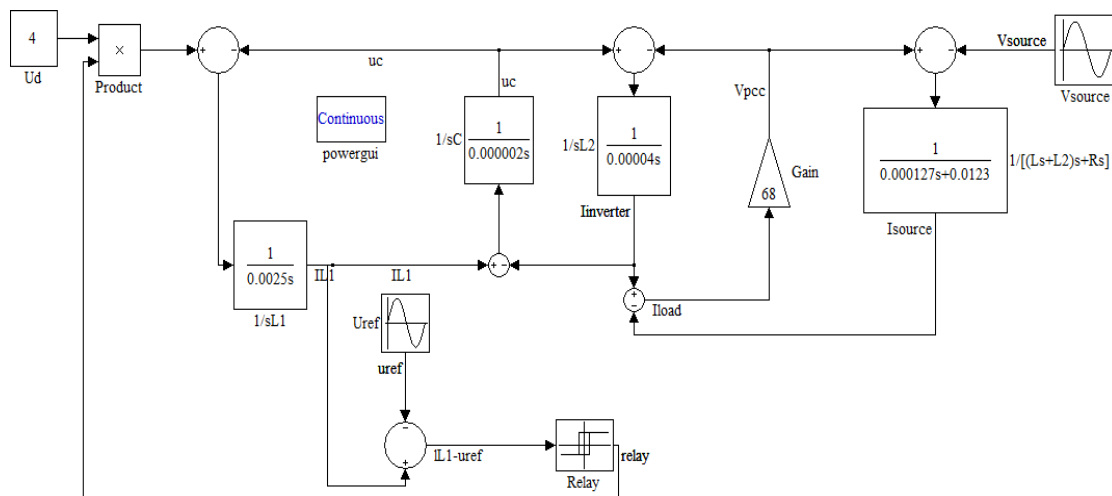 4
Ud
×
Product
+
−
uc
uc
+
−
Vpcc
+
−
Vsource
Vsource
Continuous
powergui
1/sC
1
0.000002s
1/sL2
1
0.00004s
Gain
68
1
0.000127s+0.0123
1/[(Ls+L2)s+Rs]
Iinverter
Isource
1
0.0025s
1/sL1
IL1
IL1
+ −
+
−
Iload
Uref
uref
−
+
IL1-uref
Relay
relay